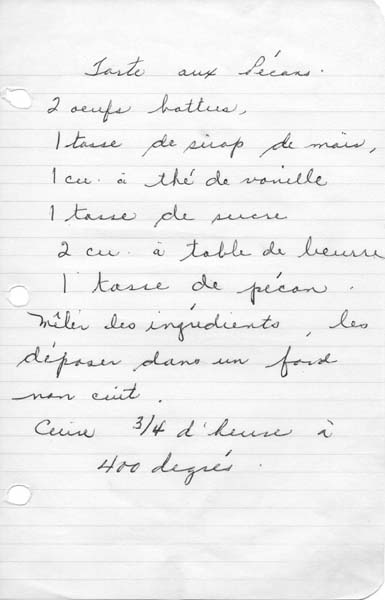 Tarte aux Pécans.
2 oeufs battus,
1 tasse de sirop de maïs,
1 cu. à thé de vanille
1 tasse de sucre
2 cu. à table de beurre
1 tasse de pécan.
Mêler les ingrédients, les
déposer dans un fond
non cuit.
Cuire 3/4 d'heure à
400 degrés.